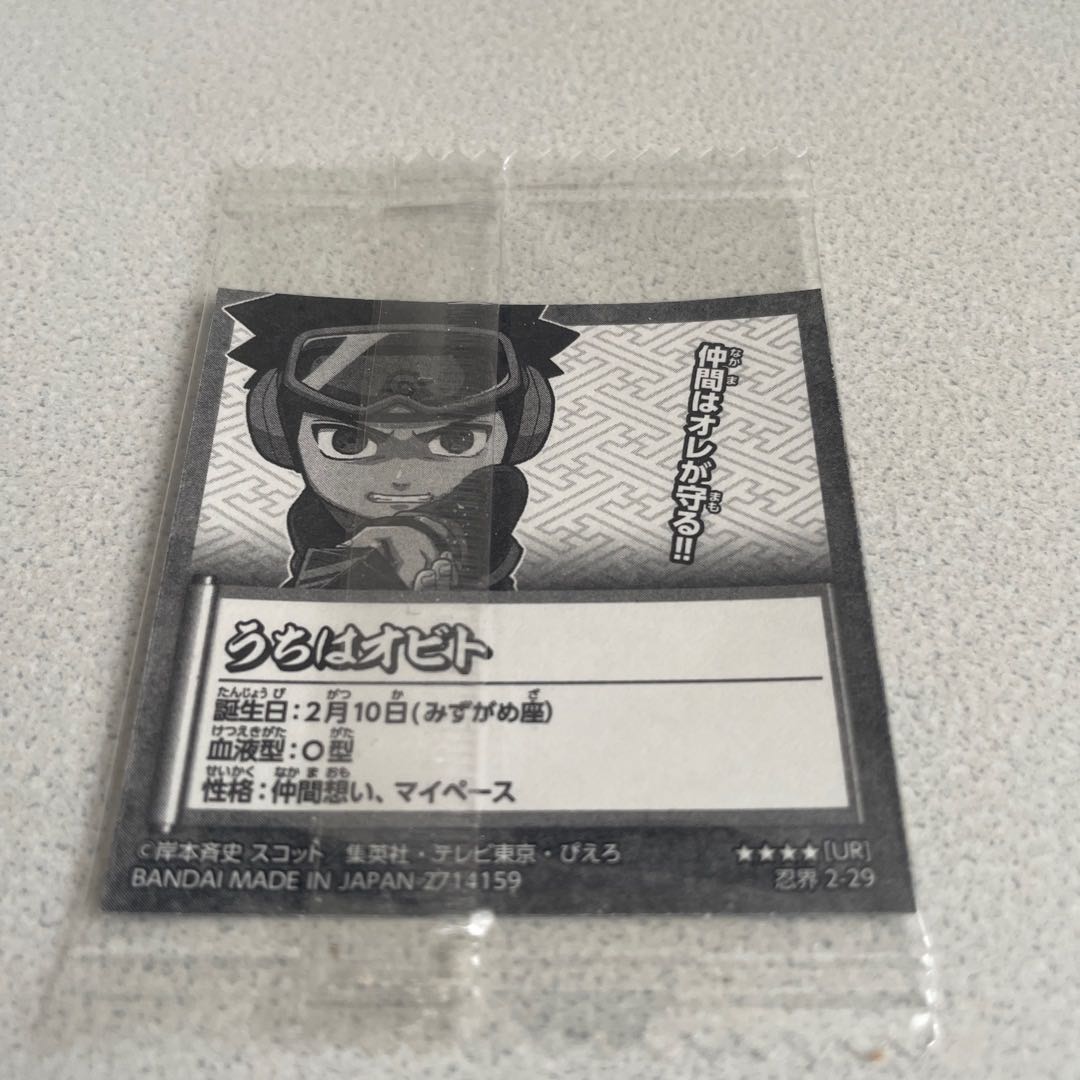 仲間はオレが守る!!
うちはオビト
誕生日:2月10日(みずがめ座)
血液型:O型
性格:仲間想い、マイペース
©岸本斉史 スコット 集英社・テレビ東京・ぴえろ
★★★★[UR]
BANDAI MADE IN JAPAN 2714159
忍界 2-29